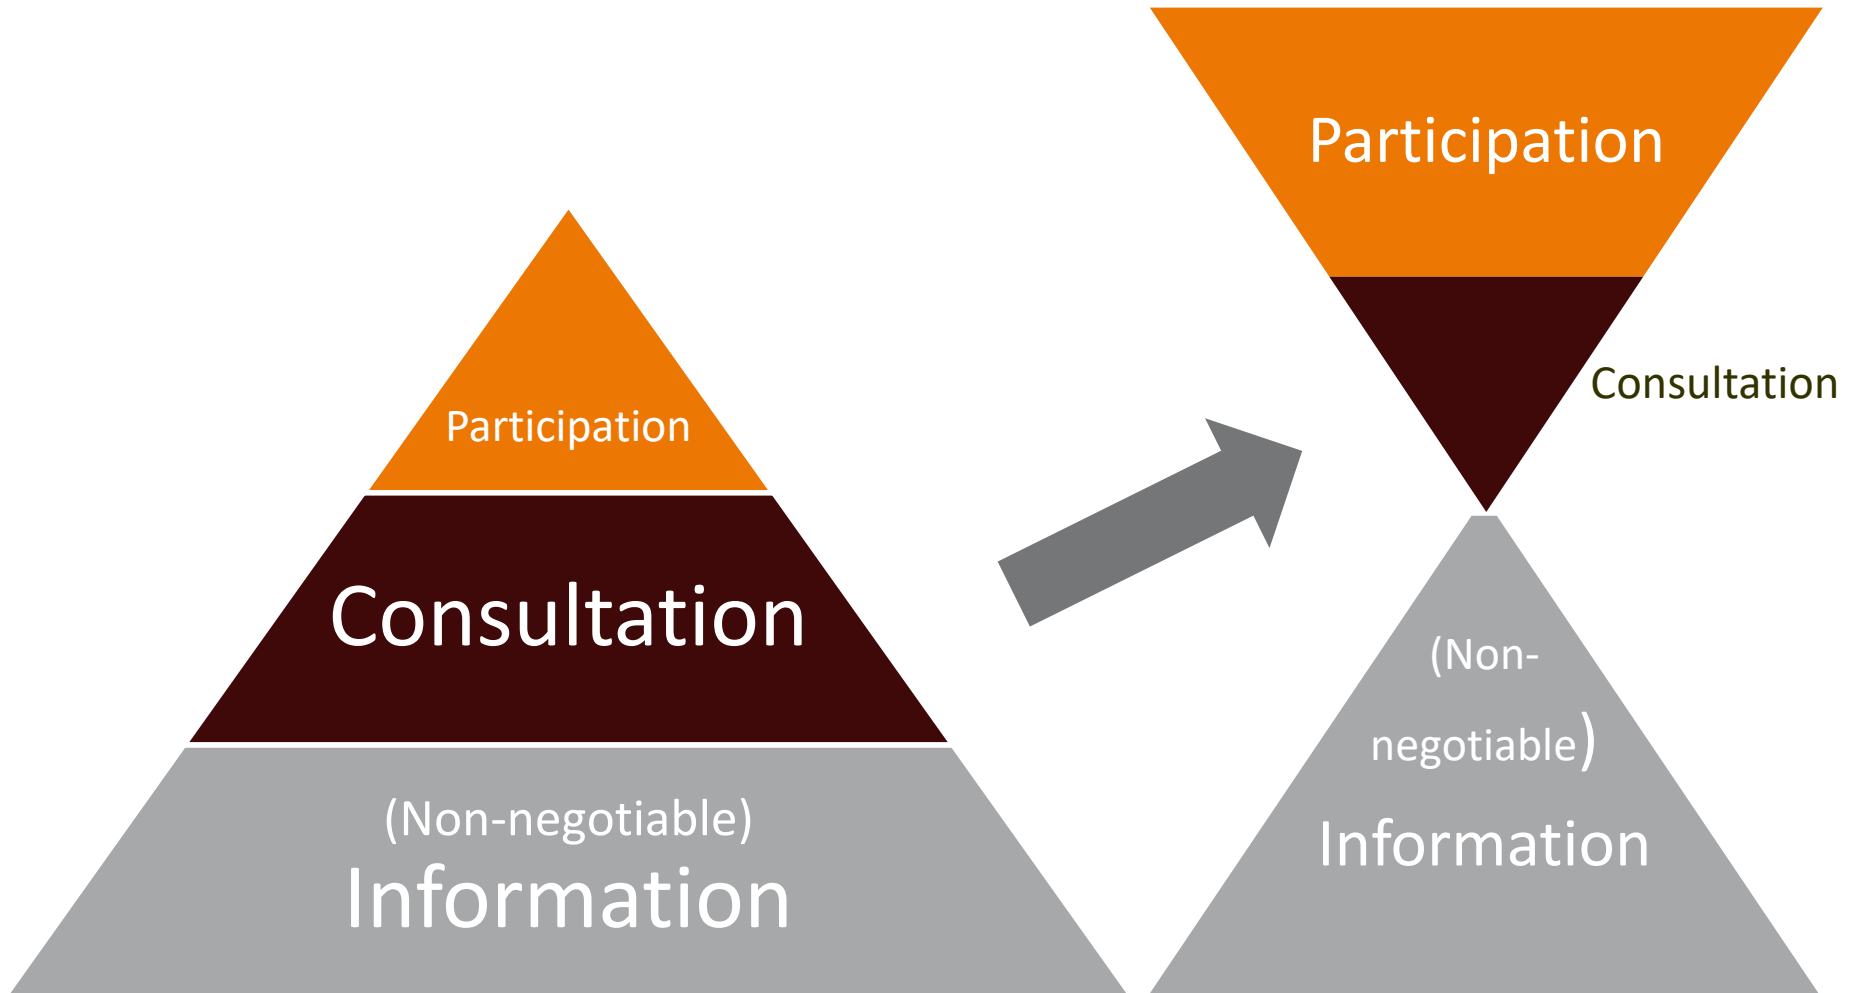 Participation
Consultation
(Non-negotiable)
Information
Participation
Consultation
(Non-
negotiable)
Information